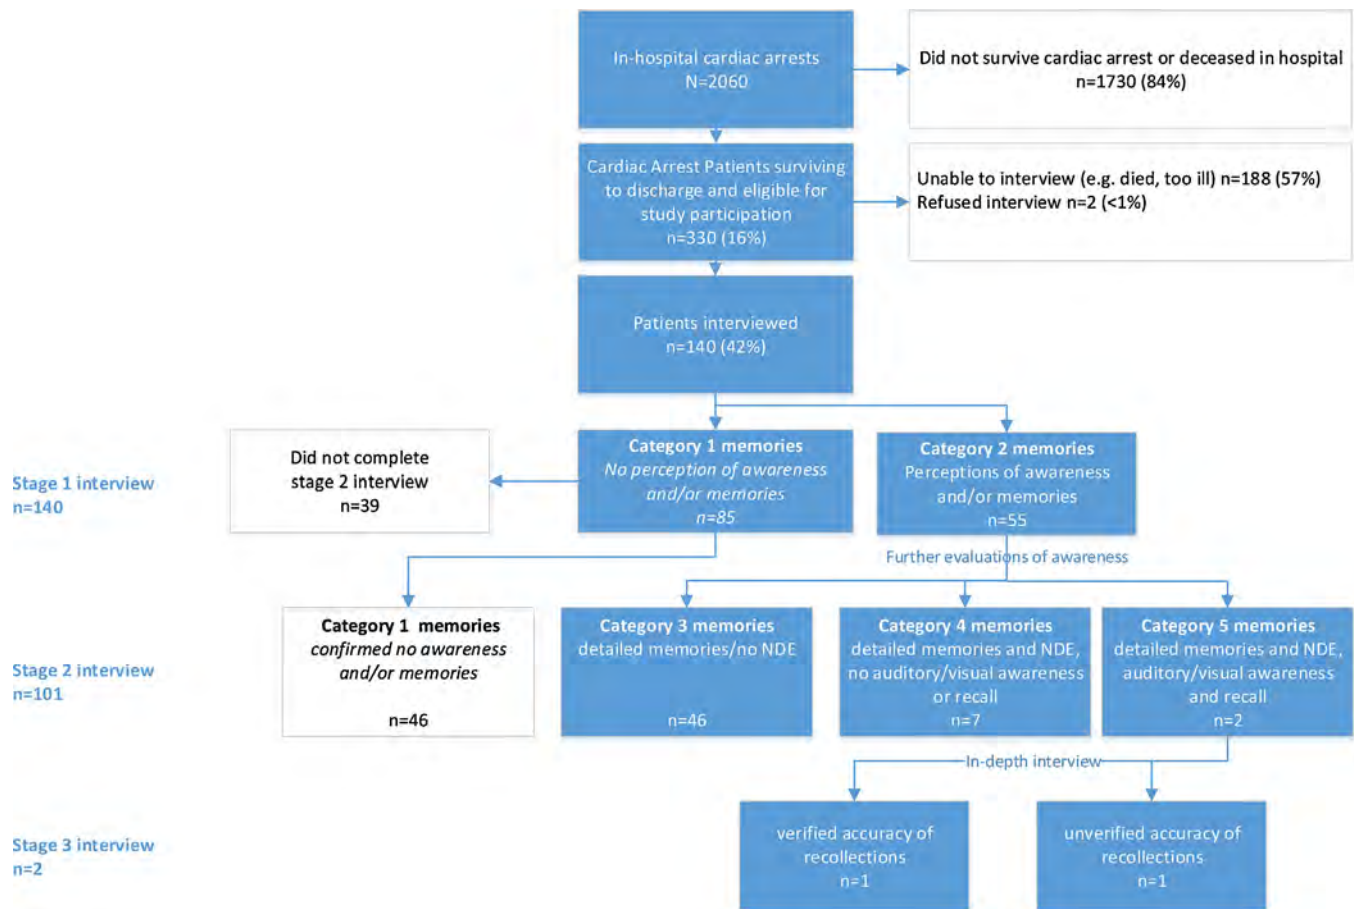 In-hospital cardiac arrests
N=2060
Did not survive cardiac arrest or deceased in hospital
n=1730 (84%)
Cardiac Arrest Patients surviving
to discharge and eligible for
study participation
n=330 (16%)
Unable to interview (e.g. died, too ill) n=188 (57%)
Refused interview n=2 (<1%)
Patients interviewed
n=140 (42%)
Stage 1 interview
n=140
Did not complete
stage 2 interview
n=39
Category 1 memories
No perception of awareness
and/or memories
n=85
Category 2 memories
Perceptions of awareness
and/or memories
n=55
Further evaluations of awareness
Stage 2 interview
n=101
Category 1 memories
confirmed no awareness
and/or memories
n=46
Category 3 memories
detailed memories/no NDE
n=46
Category 4 memories
detailed memories and NDE,
no auditory/visual awareness
or recall
n=7
Category 5 memories
detailed memories and NDE,
auditory/visual awareness
and recall
n=2
In-depth interview
Stage 3 interview
n=2
verified accuracy of
recollections
n=1
unverified accuracy of
recollections
n=1